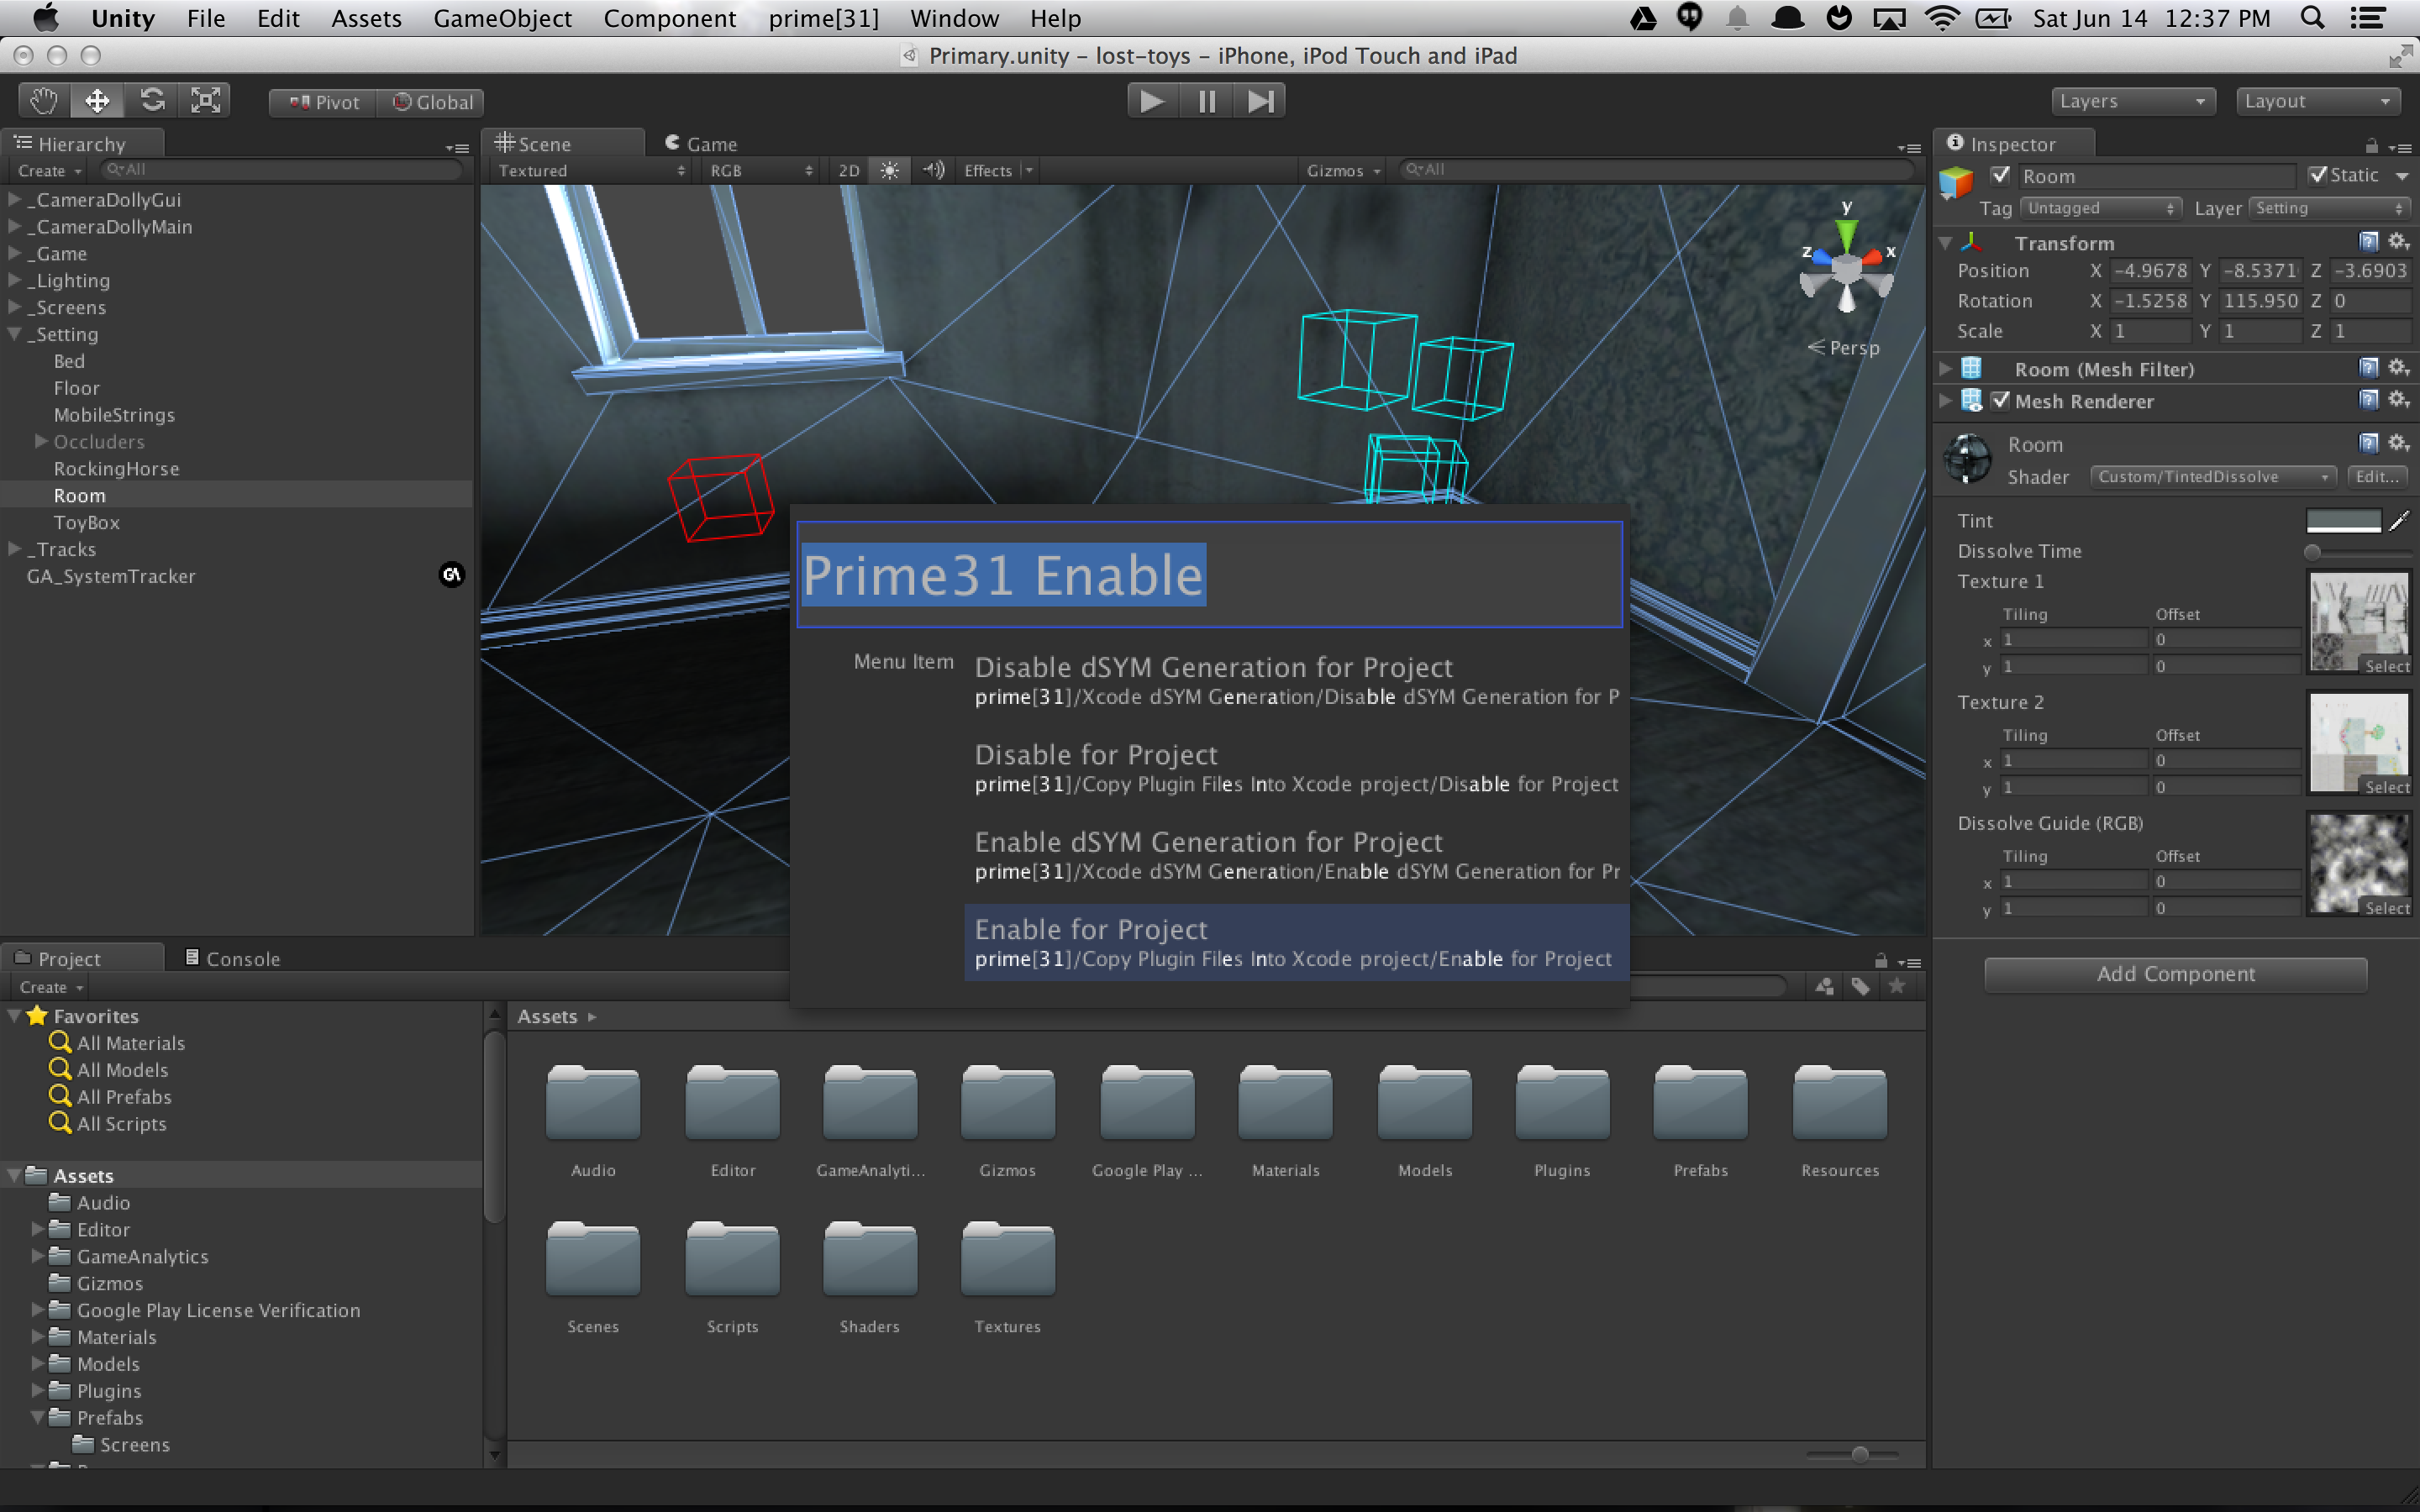 Unity File Edit Assets GameObject Component prime[31] Window Help Sat Jun 14 12:37 PM
Primary.unity – lost-toys – iPhone, iPod Touch and iPad
Pivot Global Layers Layout
Hierarchy
Create All
_CameraDollyGui
_CameraDollyMain
_Game
_Lighting
_Screens
_Setting
Bed
Floor
MobileStrings
Occluders
RockingHorse
Room
ToyBox
_Tracks
GA_SystemTracker
GA
Scene Game
Textured RGB 2D Effects Gizmos All
y
z x
Persp
Prime31 Enable
Menu Item
Disable dSYM Generation for Project
prime[31]/Xcode dSYM Generation/Disable dSYM Generation for P
Disable for Project
prime[31]/Copy Plugin Files Into Xcode project/Disable for Project
Enable dSYM Generation for Project
prime[31]/Xcode dSYM Generation/Enable dSYM Generation for Pr
Enable for Project
prime[31]/Copy Plugin Files Into Xcode project/Enable for Project
Inspector
Room Static
Tag Untagged Layer Setting
Transform
Position X -4.9678 Y -8.5371 Z -3.6903
Rotation X -1.5258 Y 115.950 Z 0
Scale X 1 Y 1 Z 1
Room (Mesh Filter)
Mesh Renderer
Room
Shader Custom/TintedDissolve Edit...
Tint
Dissolve Time
Texture 1
Tiling Offset
x 1 0
y 1 0 Select
Texture 2
Tiling Offset
x 1 0
y 1 0 Select
Dissolve Guide (RGB)
Tiling Offset
x 1 0
y 1 0 Select
Add Component
Project Console
Create
Favorites
All Materials
All Models
All Prefabs
All Scripts
Assets
Audio
Editor
GameAnalytics
Gizmos
Google Play License Verification
Materials
Models
Plugins
Prefabs
Screens
Assets
Audio Editor GameAnalyti... Gizmos Google Play ... Materials Models Plugins Prefabs Resources
Scenes Scripts Shaders Textures